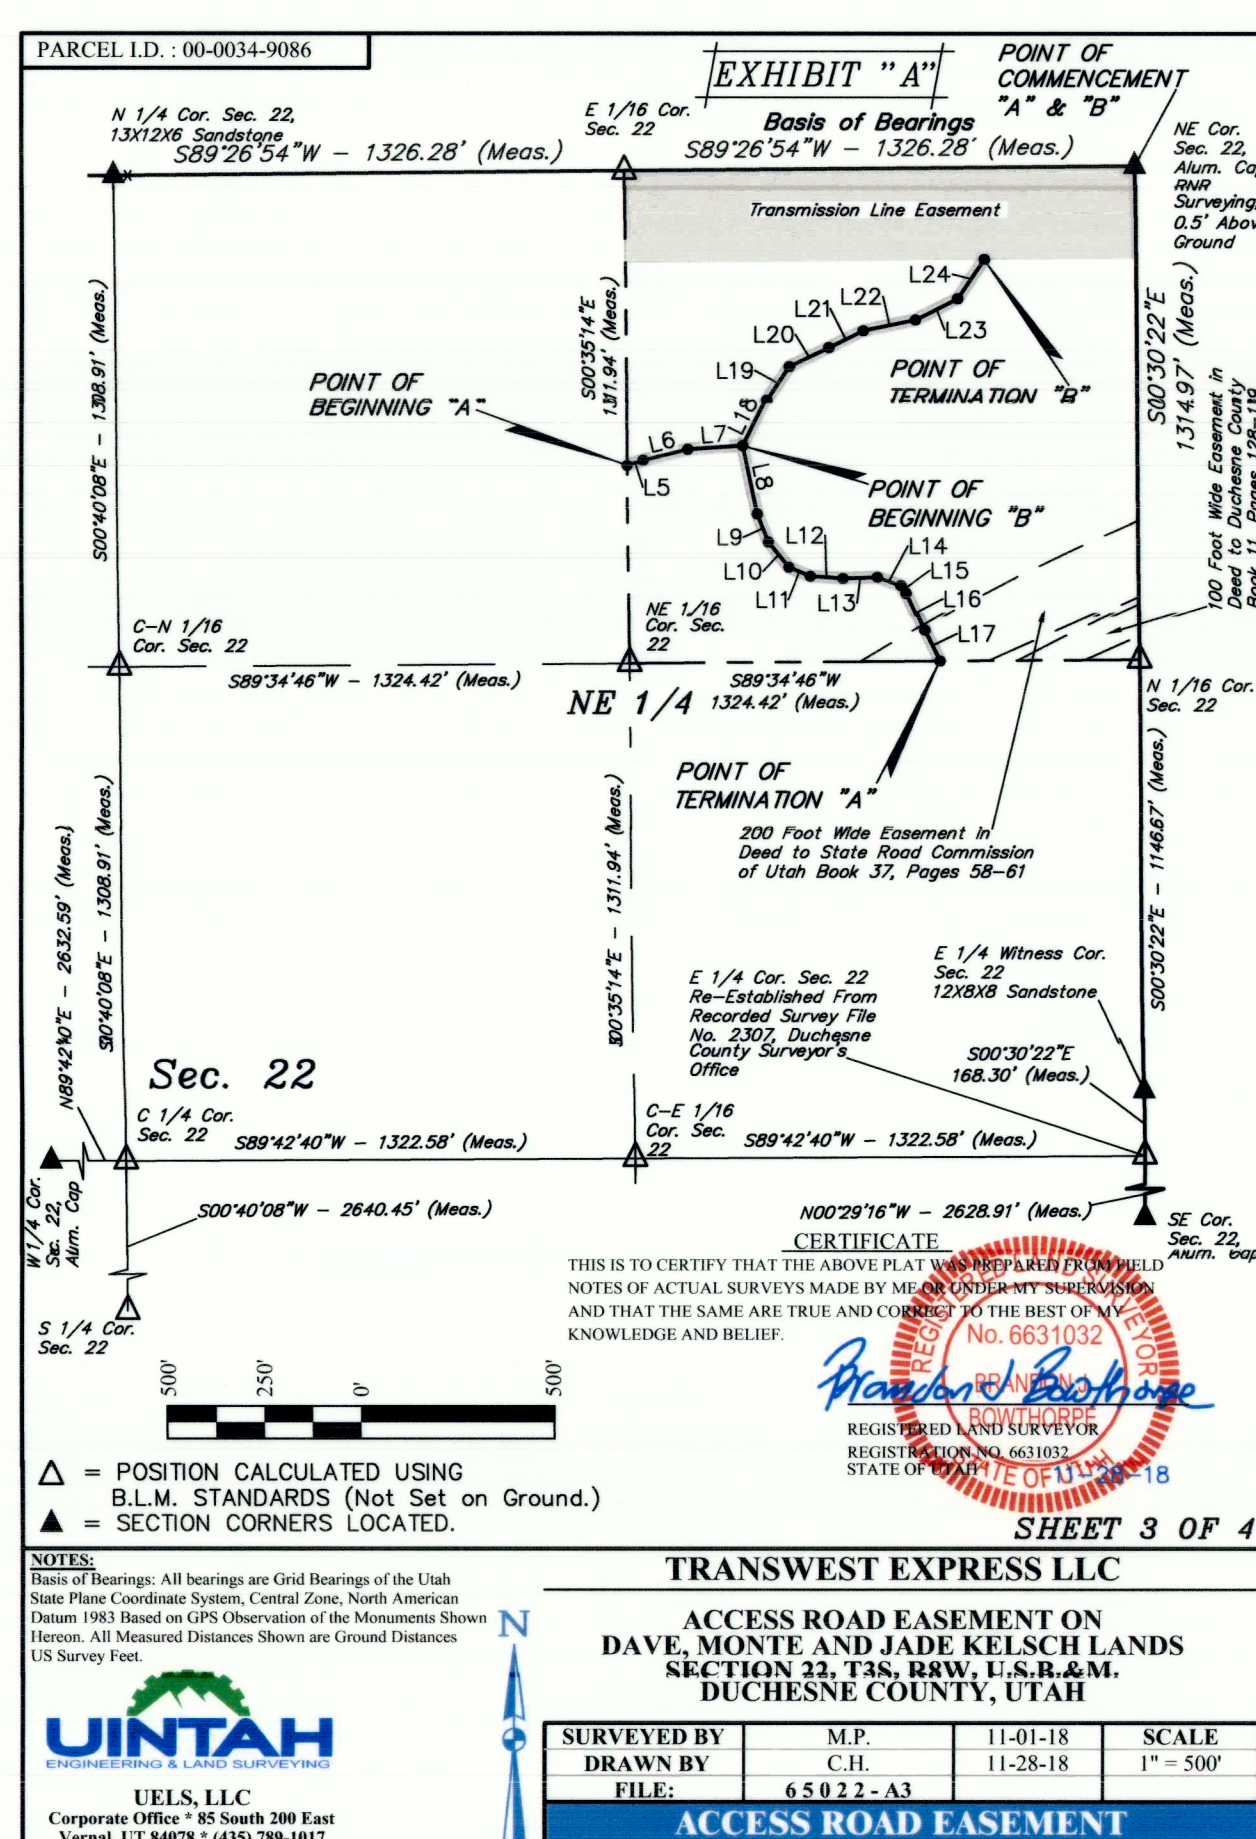 PARCEL I.D. : 00-0034-9086
EXHIBIT "A"
POINT OF
COMMENCEMENT
"A" & "B"
N 1/4 Cor. Sec. 22,
13X12X6 Sandstone
S89°26'54"W – 1326.28' (Meas.)
E 1/16 Cor.
Sec. 22
Basis of Bearings
S89°26'54"W – 1326.28' (Meas.)
NE Cor.
Sec. 22,
Alum. Cap
RNR
Surveying,
0.5' Above
Ground
Transmission Line Easement
S00°40'08"E – 1308.91' (Meas.)
S00°35'14"E
1311.94' (Meas.)
S00°30'22"E
1314.97' (Meas.)
100 Foot Wide Easement in
Deed to Duchesne County
L24
L22
L21
L23
L20
L19
L18
L7
L6
L5
L8
L9
L10
L11
L12
L13
L14
L15
L16
L17
POINT OF
BEGINNING "A"
POINT OF
TERMINATION "B"
POINT OF
BEGINNING "B"
C–N 1/16
Cor. Sec. 22
NE 1/16
Cor. Sec.
22
S89°34'46"W – 1324.42' (Meas.)
S89°34'46"W
1324.42' (Meas.)
NE 1/4
N 1/16 Cor.
Sec. 22
POINT OF
TERMINATION "A"
200 Foot Wide Easement in
Deed to State Road Commission
of Utah Book 37, Pages 58–61
N89°42'40"E – 2632.59' (Meas.)
S00°40'08"E – 1308.91' (Meas.)
S00°35'14"E – 1311.94' (Meas.)
S00°30'22"E – 1146.67' (Meas.)
E 1/4 Cor. Sec. 22
Re–Established From
Recorded Survey File
No. 2307, Duchesne
County Surveyor's
Office
E 1/4 Witness Cor.
Sec. 22
12X8X8 Sandstone
S00°30'22"E
168.30' (Meas.)
Sec. 22
C 1/4 Cor.
Sec. 22
S89°42'40"W – 1322.58' (Meas.)
C–E 1/16
Cor. Sec.
22
S89°42'40"W – 1322.58' (Meas.)
W1/4 Cor.
Sec. 22,
Alum. Cap
S00°40'08"W – 2640.45' (Meas.)
N00°29'16"W – 2628.91' (Meas.)
SE Cor.
Sec. 22,
Alum. Cap
S 1/4 Cor.
Sec. 22
CERTIFICATE
THIS IS TO CERTIFY THAT THE ABOVE PLAT WAS PREPARED FROM FIELD
NOTES OF ACTUAL SURVEYS MADE BY ME OR UNDER MY SUPERVISION
AND THAT THE SAME ARE TRUE AND CORRECT TO THE BEST OF MY
KNOWLEDGE AND BELIEF.
REGISTERED LAND SURVEYOR
No. 6631032
BRANDON J.
BOWTHORPE
STATE OF UTAH
Brandon J Bowthorpe
REGISTERED LAND SURVEYOR
REGISTRATION NO. 6631032
STATE OF UTAH
11–28–18
500'
250'
0'
500'
△ = POSITION CALCULATED USING
B.L.M. STANDARDS (Not Set on Ground.)
▲ = SECTION CORNERS LOCATED.
SHEET 3 OF 4
NOTES:
Basis of Bearings: All bearings are Grid Bearings of the Utah
State Plane Coordinate System, Central Zone, North American
Datum 1983 Based on GPS Observation of the Monuments Shown
Hereon. All Measured Distances Shown are Ground Distances
US Survey Feet.
N
UINTAH
ENGINEERING & LAND SURVEYING
UELS, LLC
Corporate Office * 85 South 200 East
Vernal, UT 84078 * (435) 789-1017
TRANSWEST EXPRESS LLC
ACCESS ROAD EASEMENT ON
DAVE, MONTE AND JADE KELSCH LANDS
SECTION 22, T3S, R8W, U.S.B.&M.
DUCHESNE COUNTY, UTAH
SURVEYED BY M.P. 11-01-18 SCALE
DRAWN BY C.H. 11-28-18 1" = 500'
FILE: 65022-A3
ACCESS ROAD EASEMENT